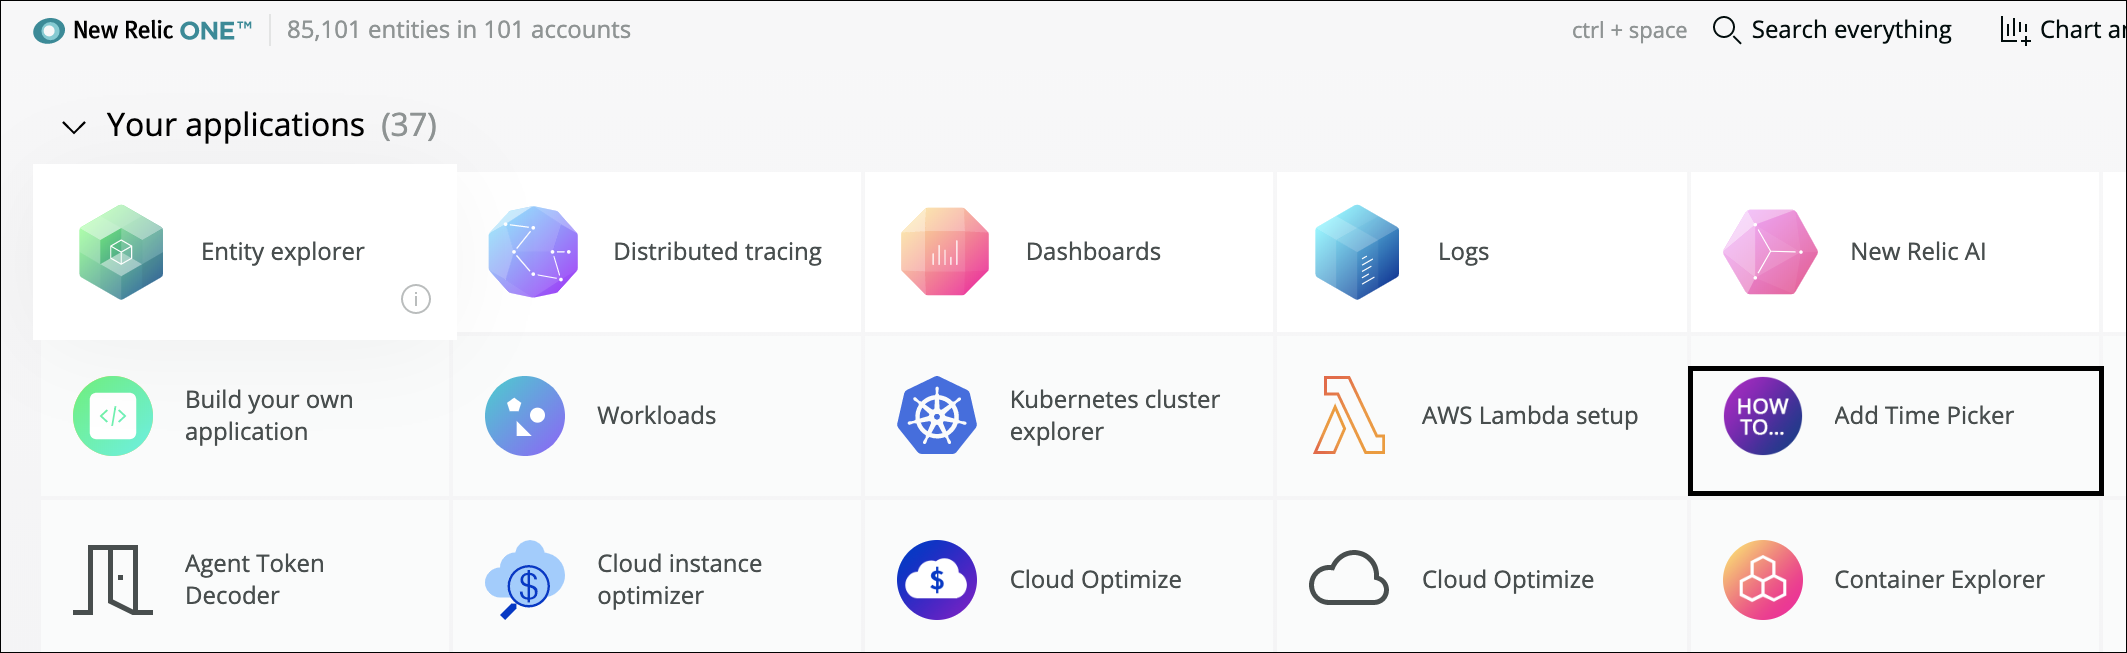 New Relic ONE™ 85,101 entities in 101 accounts ctrl + space Search everything Chart
Your applications (37)
Entity explorer
Distributed tracing
Dashboards
Logs
New Relic AI
Build your own
application
Workloads
Kubernetes cluster
explorer
AWS Lambda setup
HOW
TO...
Add Time Picker
Agent Token
Decoder
Cloud instance
optimizer
Cloud Optimize
Cloud Optimize
Container Explorer